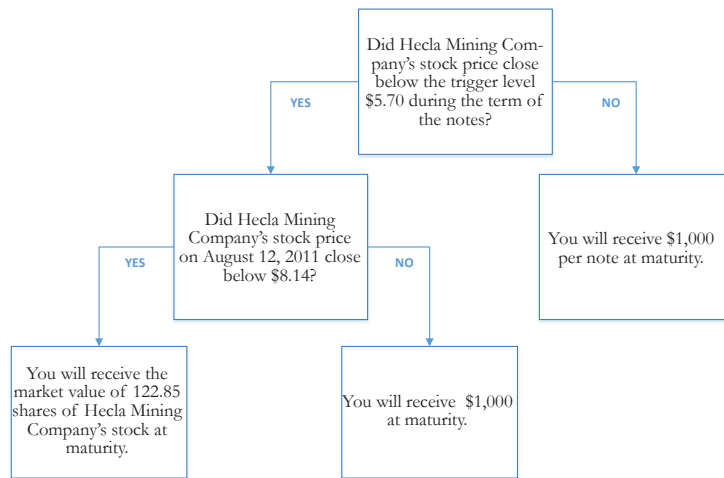 Did Hecla Mining Com-
pany's stock price close
below the trigger level
$5.70 during the term of
the notes?
YES
NO
Did Hecla Mining
Company's stock price
on August 12, 2011 close
below $8.14?
You will receive $1,000
per note at maturity.
YES
NO
You will receive the
market value of 122.85
shares of Hecla Mining
Company's stock at
maturity.
You will receive $1,000
at maturity.